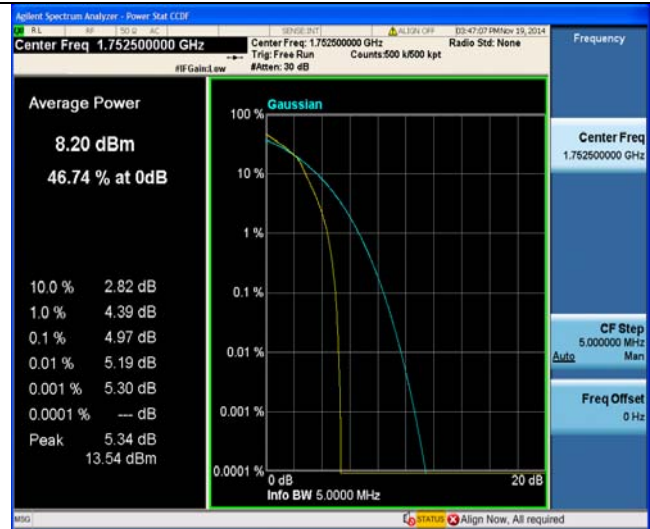 Agilent Spectrum Analyzer - Power Stat CCDF
RL RF 50 Ω AC SENSE:INT ALIGN OFF 03:47:07 PM Nov 19, 2014
Center Freq 1.752500000 GHz
Center Freq: 1.752500000 GHz Radio Std: None
Trig: Free Run Counts:500 k/500 kpt
#IFGain:Low #Atten: 30 dB
Frequency
Average Power
8.20 dBm
46.74 % at 0dB
10.0 % 2.82 dB
1.0 % 4.39 dB
0.1 % 4.97 dB
0.01 % 5.19 dB
0.001 % 5.30 dB
0.0001 % --- dB
Peak 5.34 dB
13.54 dBm
Gaussian
100 %
10 %
1 %
0.1 %
0.01 %
0.001 %
0.0001 %
0 dB 20 dB
Info BW 5.0000 MHz
Center Freq
1.752500000 GHz
CF Step
5.000000 MHz
Auto Man
Freq Offset
0 Hz
MSG STATUS Align Now, All required